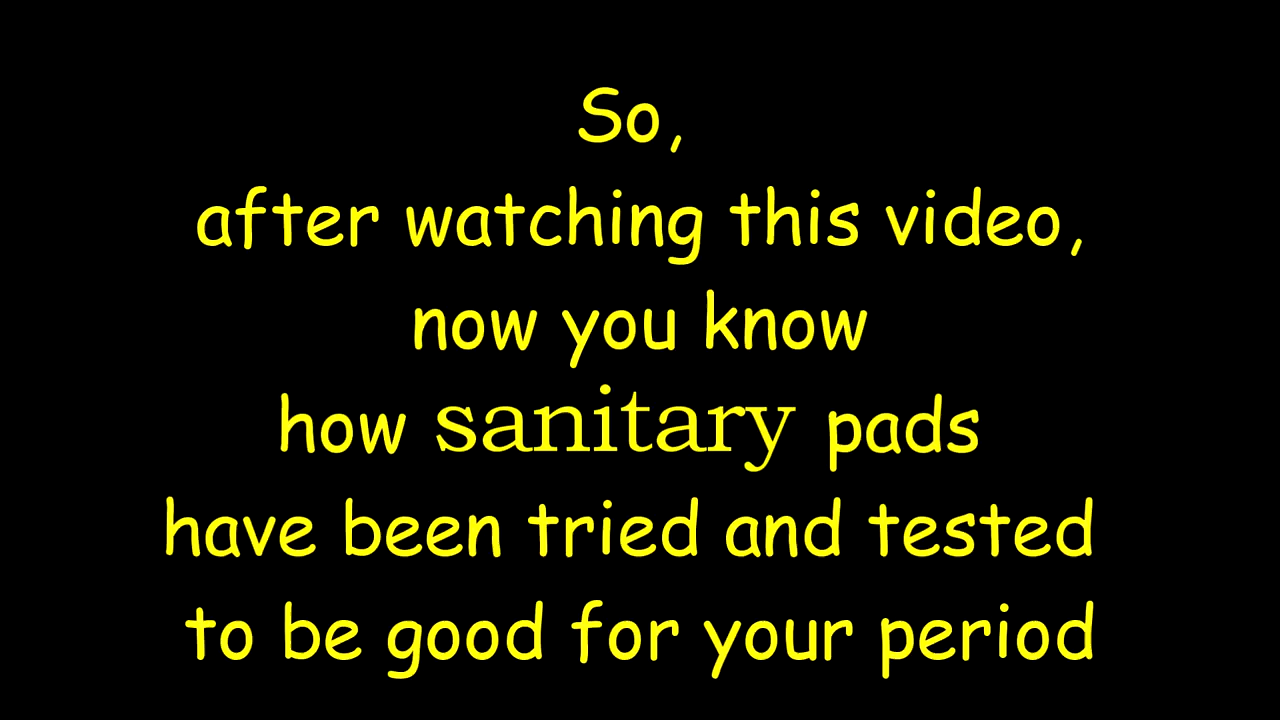 So,
after watching this video,
now you know
how sanitary pads
have been tried and tested
to be good for your period